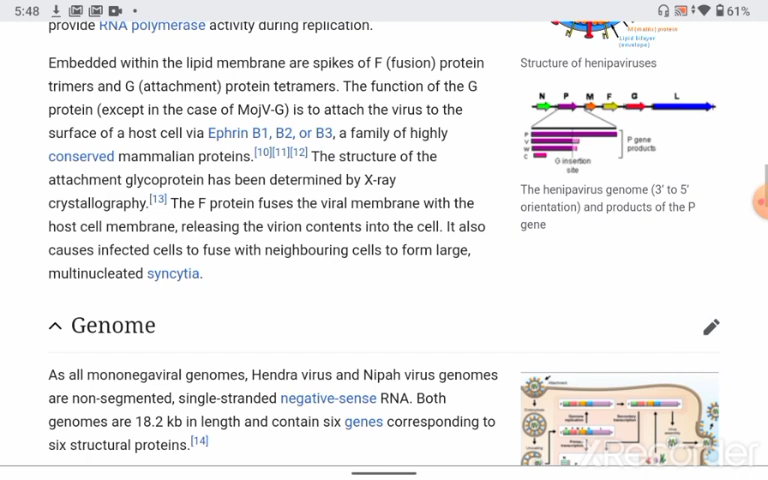 5:48
61%
provide RNA polymerase activity during replication.
Embedded within the lipid membrane are spikes of F (fusion) protein
trimers and G (attachment) protein tetramers. The function of the G
protein (except in the case of MojV-G) is to attach the virus to the
surface of a host cell via Ephrin B1, B2, or B3, a family of highly
conserved mammalian proteins.[10][11][12] The structure of the
attachment glycoprotein has been determined by X-ray
crystallography.[13] The F protein fuses the viral membrane with the
host cell membrane, releasing the virion contents into the cell. It also
causes infected cells to fuse with neighbouring cells to form large,
multinucleated syncytia.
Genome
As all mononegaviral genomes, Hendra virus and Nipah virus genomes
are non-segmented, single-stranded negative-sense RNA. Both
genomes are 18.2 kb in length and contain six genes corresponding to
six structural proteins.[14]
protein
Lipid bilayer
(envelope)
Structure of henipaviruses
N P M F G L
P
V
W
C
P gene
products
G insertion
site
The henipavirus genome (3′ to 5′
orientation) and products of the P
gene
Attachment
XRecorder